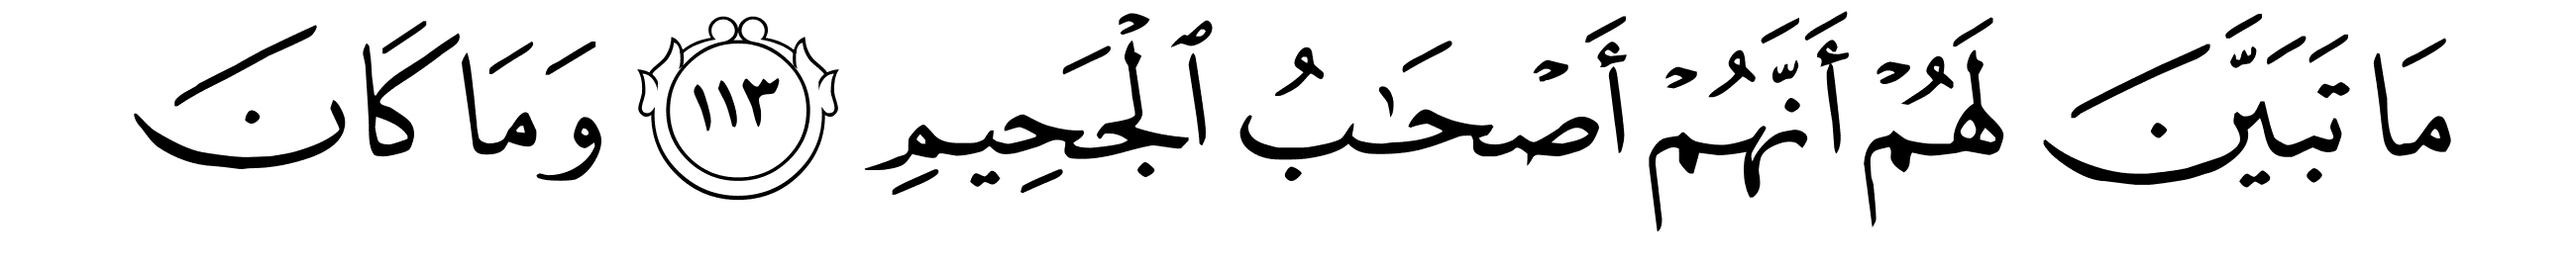 مَا تَبَيَّنَ لَهُمْ أَنَّهُمْ أَصْحَٰبُ ٱلْجَحِيمِ ١١٣ وَمَا كَانَ